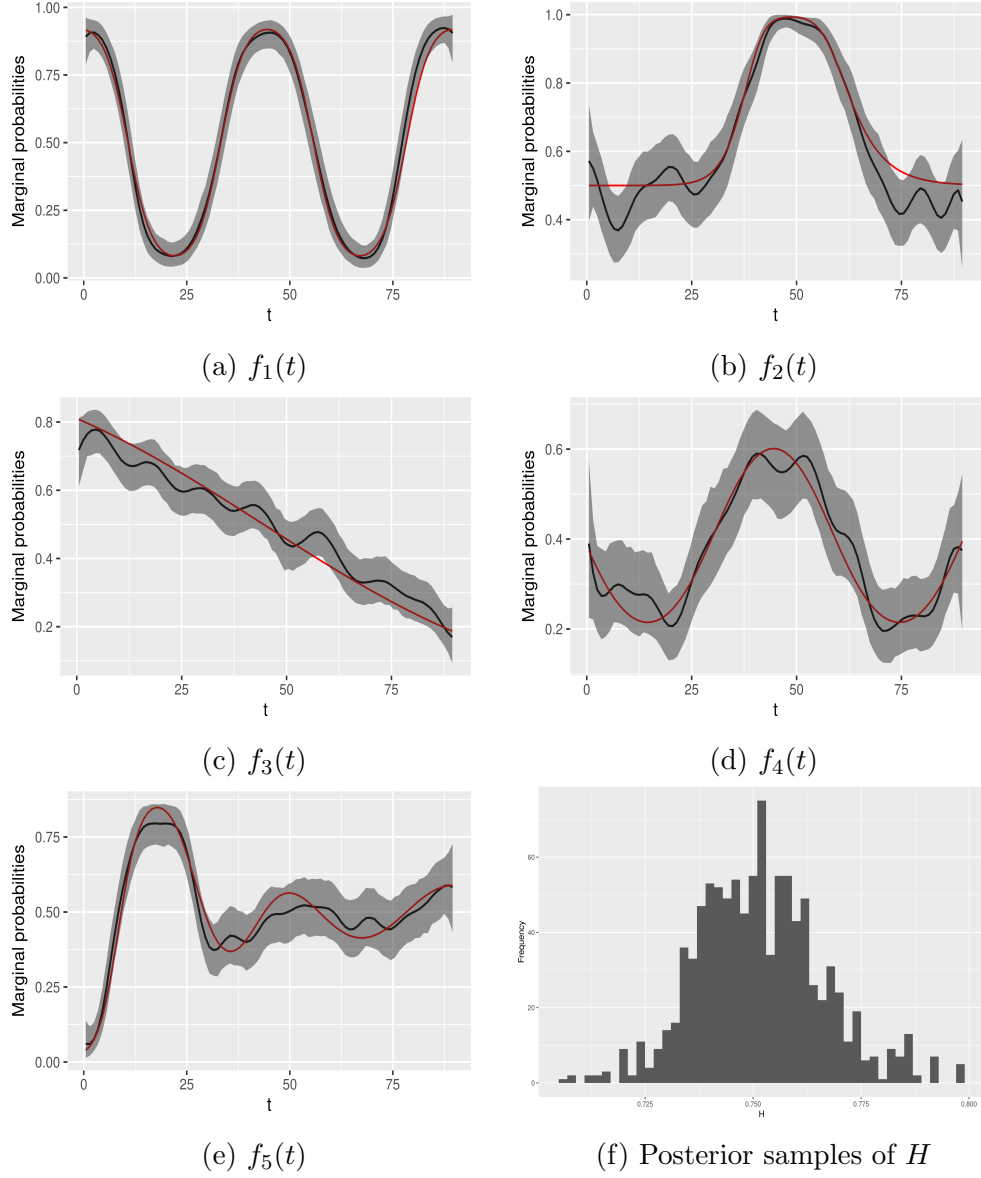 Marginal probabilities
1.00
0.75
0.50
0.25
0.00
0
25
50
75
t
(a) f₁(t)
Marginal probabilities
1.0
0.8
0.6
0.4
0
25
50
75
t
(b) f₂(t)
Marginal probabilities
0.8
0.6
0.4
0.2
0
25
50
75
t
(c) f₃(t)
Marginal probabilities
0.6
0.4
0.2
0
25
50
75
t
(d) f₄(t)
Marginal probabilities
0.75
0.50
0.25
0.00
0
25
50
75
t
(e) f₅(t)
Frequency
60
40
20
0
0.725
0.750
0.775
0.800
H
(f) Posterior samples of H